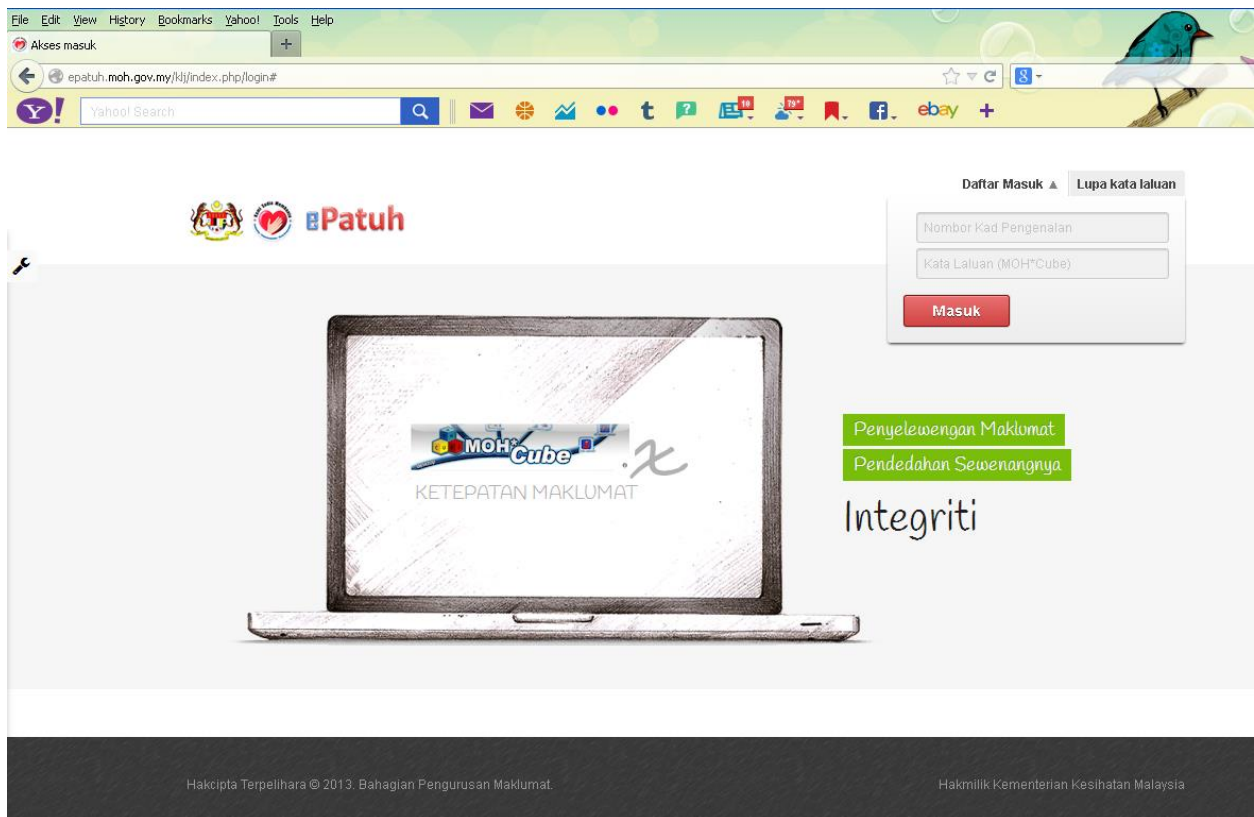 File Edit View History Bookmarks Yahoo! Tools Help
Akses masuk
epatuh.moh.gov.my/klj/index.php/login#
Y! Yahoo! Search
ebay
Daftar Masuk ▲ Lupa kata laluan
ePatuh
Nombor Kad Pengenalan
Kata Laluan (MOH*Cube)
Masuk
MOH*Cube .x
KETEPATAN MAKLUMAT
Penyelewengan Maklumat
Pendedahan Sewenangnya
Integriti
Hakcipta Terpelihara © 2013. Bahagian Pengurusan Maklumat.
Hakmilik Kementerian Kesihatan Malaysia